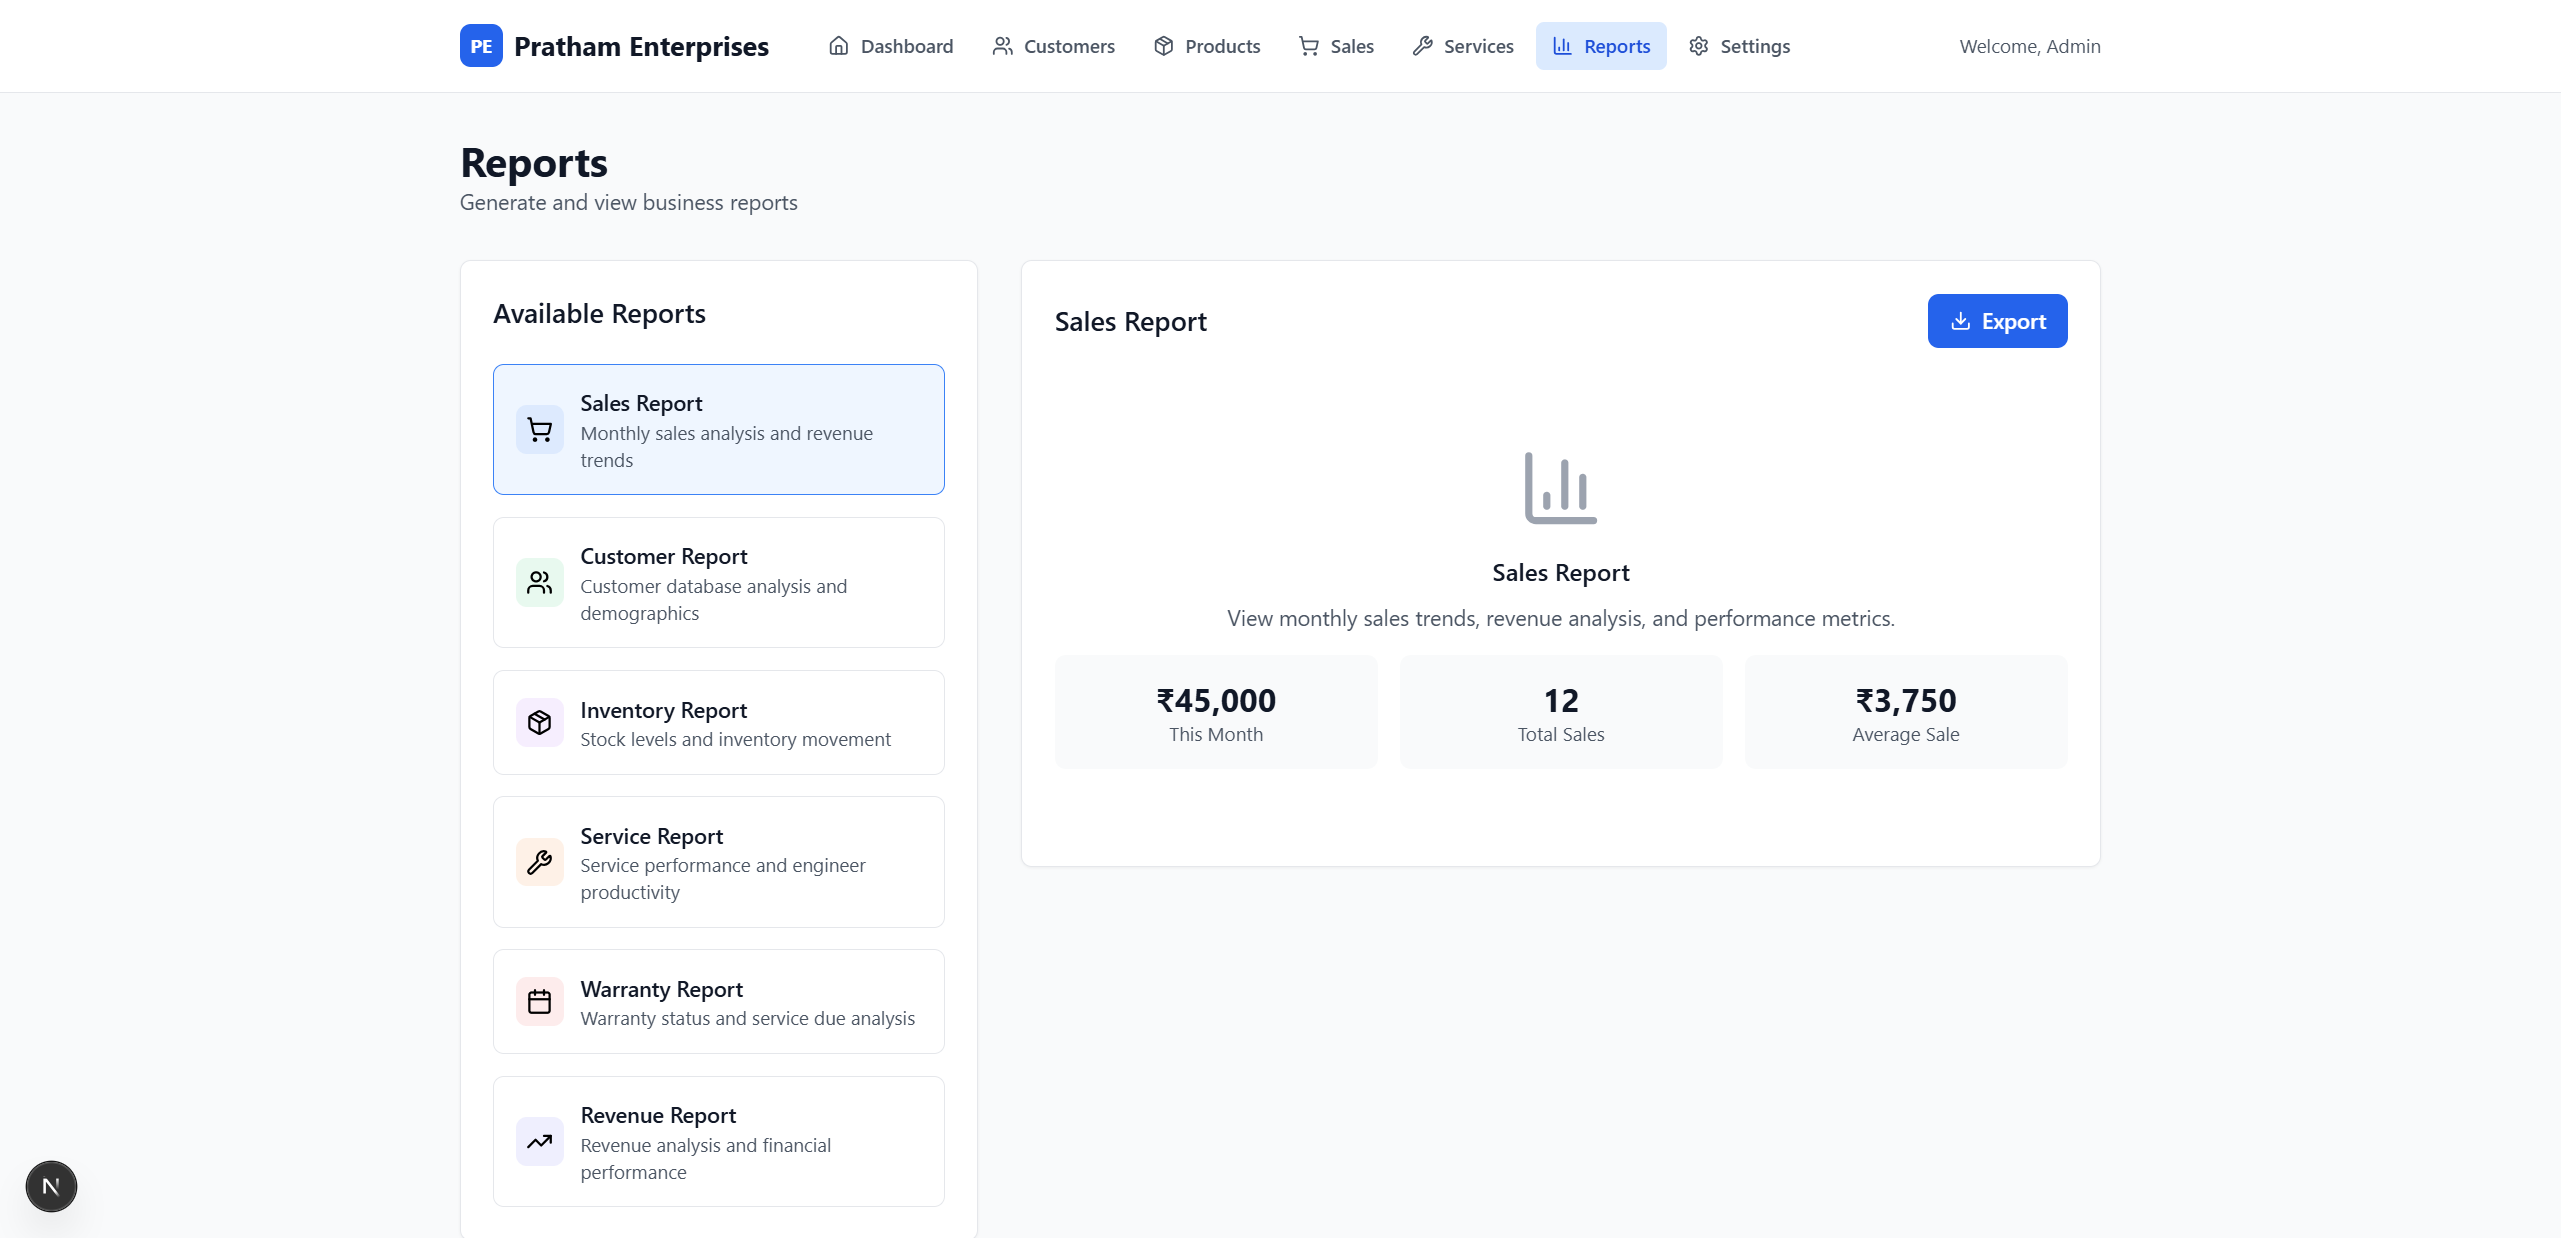 PE
Pratham Enterprises
Dashboard
Customers
Products
Sales
Services
Reports
Settings
Welcome, Admin
Reports
Generate and view business reports
Available Reports
Sales Report
Monthly sales analysis and revenue
trends
Customer Report
Customer database analysis and
demographics
Inventory Report
Stock levels and inventory movement
Service Report
Service performance and engineer
productivity
Warranty Report
Warranty status and service due analysis
Revenue Report
Revenue analysis and financial
performance
Sales Report
Export
Sales Report
View monthly sales trends, revenue analysis, and performance metrics.
₹45,000
This Month
12
Total Sales
₹3,750
Average Sale
N